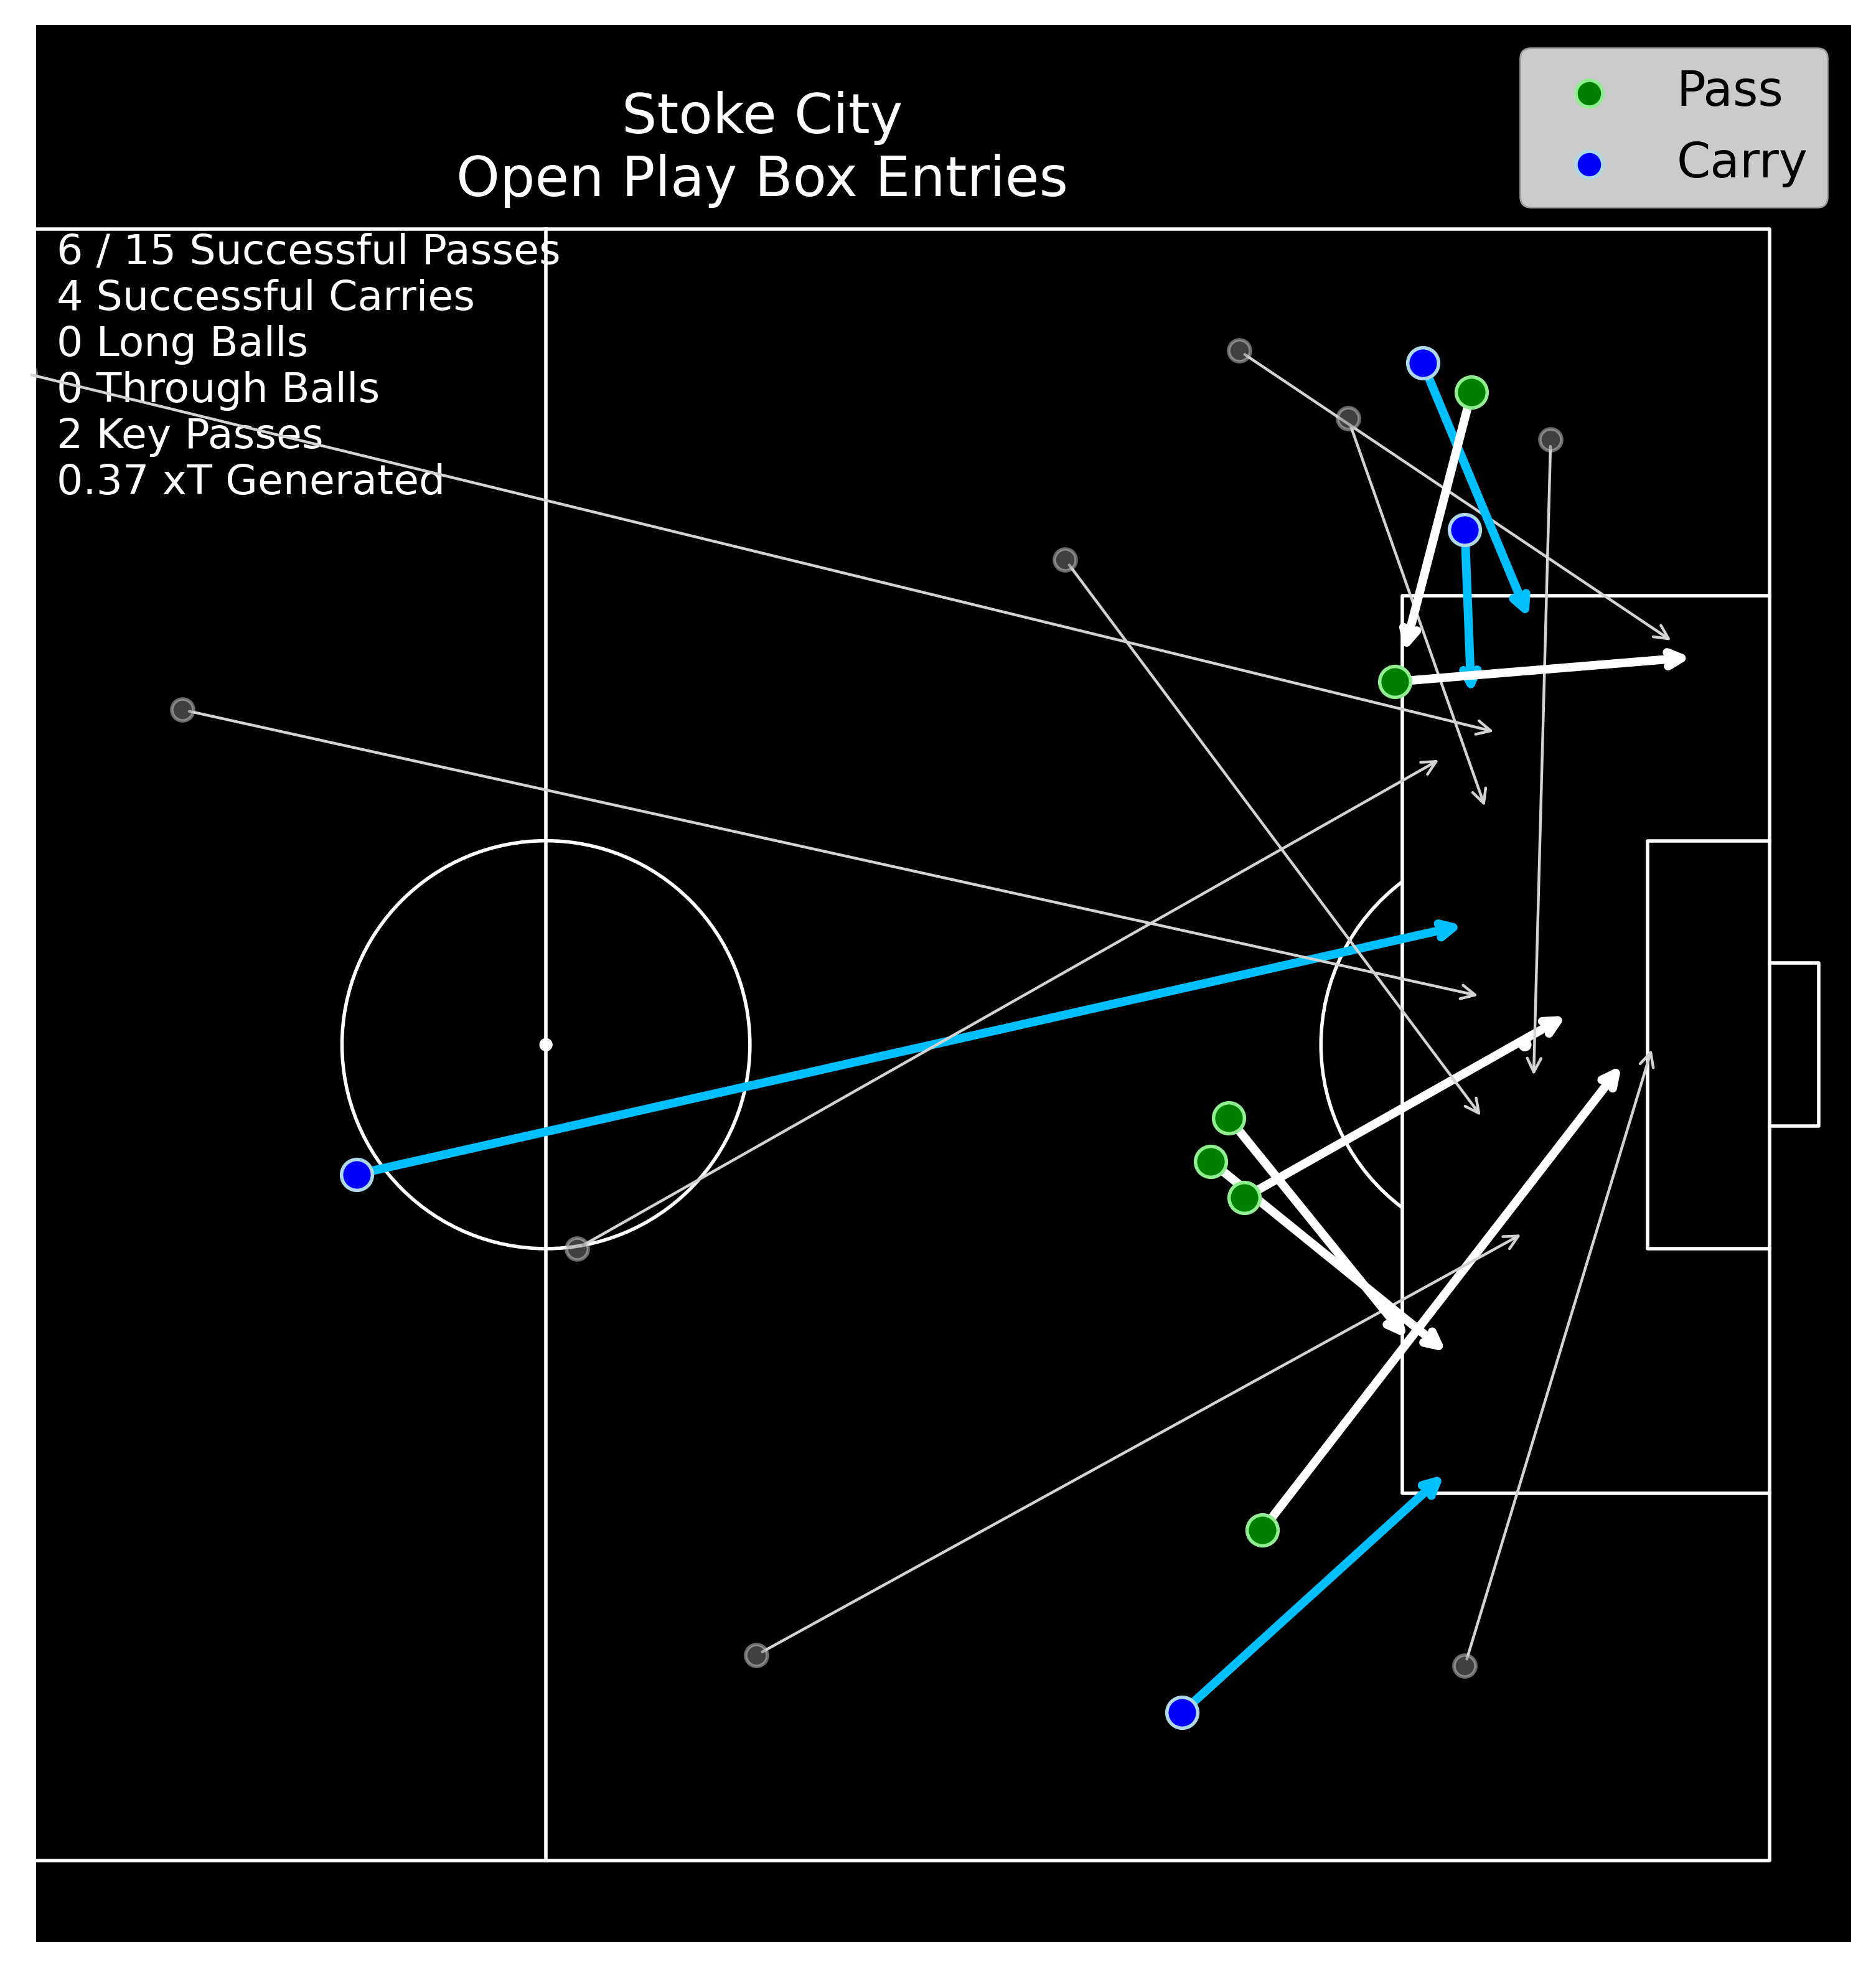 Stoke City
Open Play Box Entries
Pass
Carry
6 / 15 Successful Passes
4 Successful Carries
0 Long Balls
0 Through Balls
2 Key Passes
0.37 xT Generated